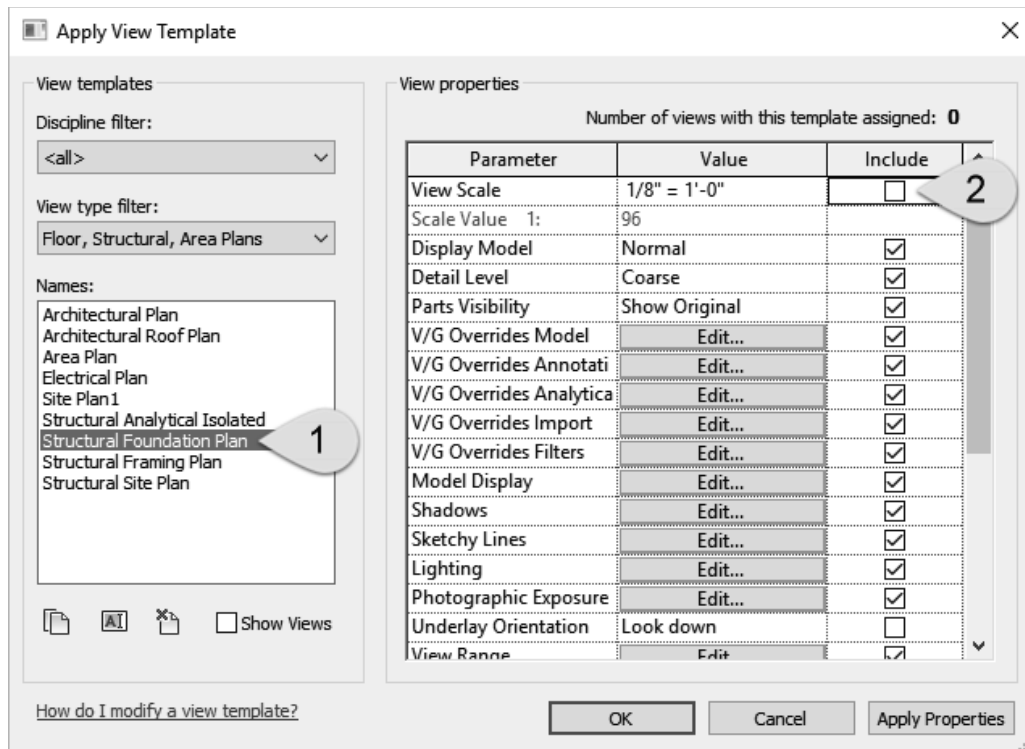 Apply View Template
View templates
Discipline filter:
<all>
View type filter:
Floor, Structural, Area Plans
Names:
Architectural Plan
Architectural Roof Plan
Area Plan
Electrical Plan
Site Plan1
Structural Analytical Isolated
Structural Foundation Plan
Structural Framing Plan
Structural Site Plan
1
AI
Show Views
How do I modify a view template?
View properties
Number of views with this template assigned: 0
Parameter Value Include
View Scale 1/8" = 1'-0"
2
Scale Value 1: 96
Display Model Normal
Detail Level Coarse
Parts Visibility Show Original
V/G Overrides Model Edit...
V/G Overrides Annotati Edit...
V/G Overrides Analytica Edit...
V/G Overrides Import Edit...
V/G Overrides Filters Edit...
Model Display Edit...
Shadows Edit...
Sketchy Lines Edit...
Lighting Edit...
Photographic Exposure Edit...
Underlay Orientation Look down
View Range Edit
OK Cancel Apply Properties